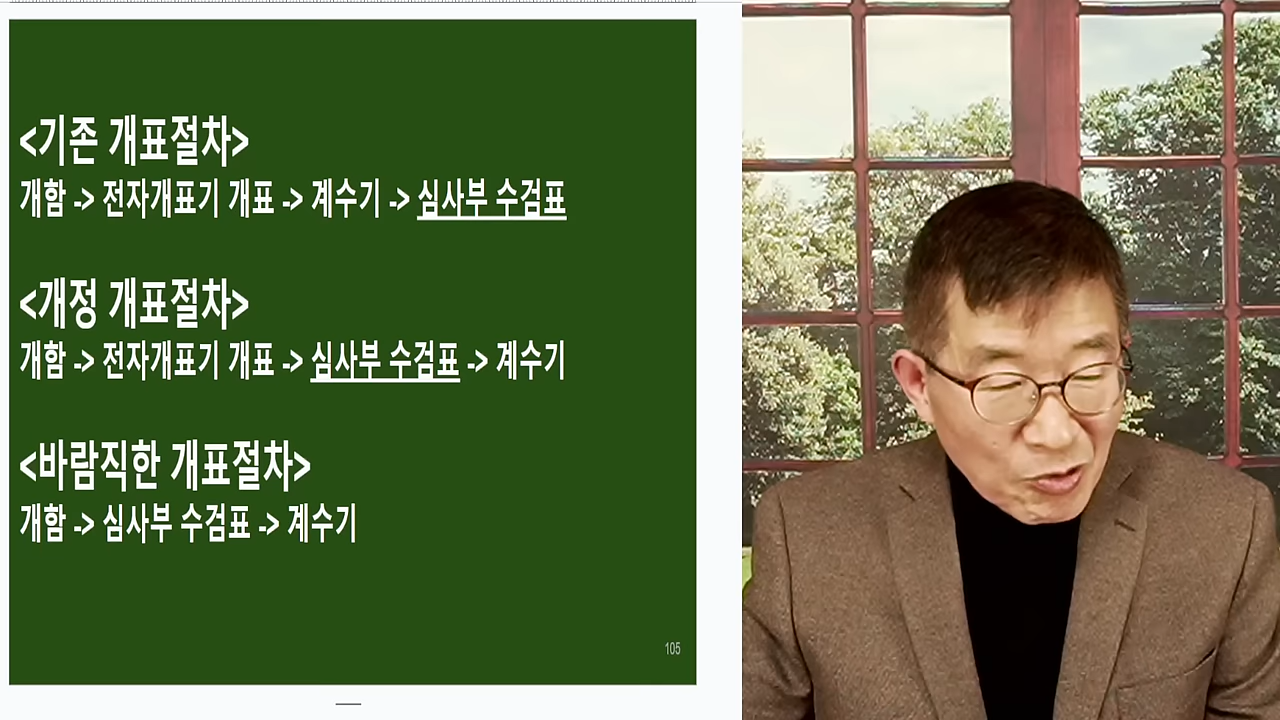 <기존 개표절차>
개함 -> 전자개표기 개표 -> 계수기 -> 심사부 수검표
<개정 개표절차>
개함 -> 전자개표기 개표 -> 심사부 수검표 -> 계수기
<바람직한 개표절차>
개함 -> 심사부 수검표 -> 계수기
105